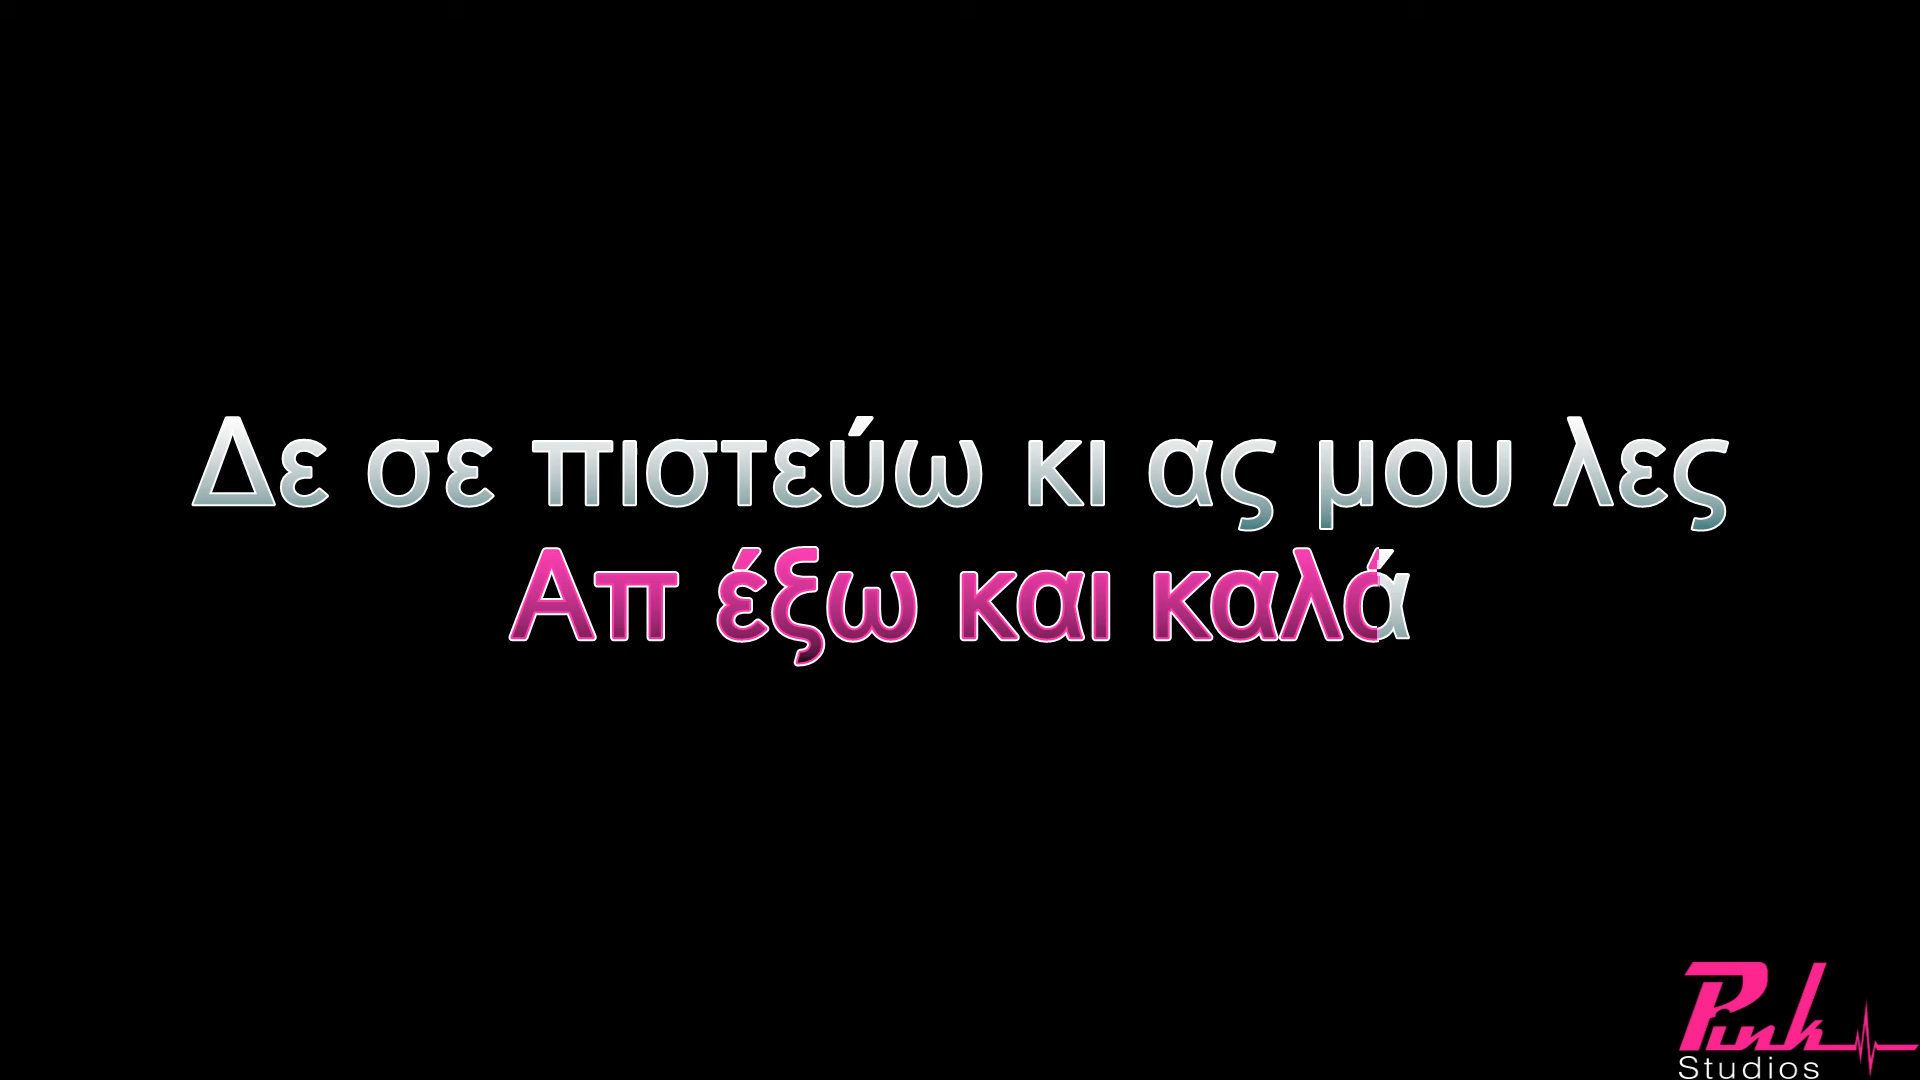 Δε σε πιστεύω κι ας μου λες
Απ έξω και καλά
Pink
Studios